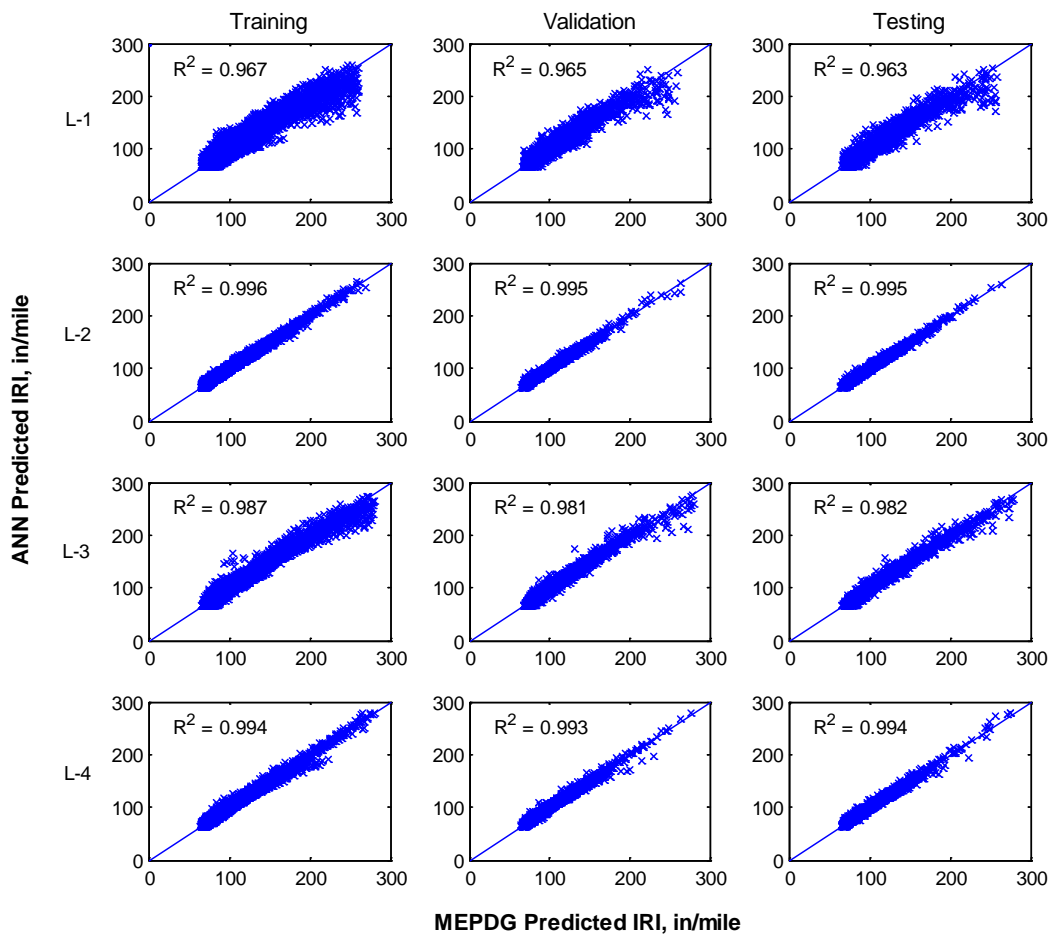 Training Validation Testing
300 300 300
R2 = 0.967 R2 = 0.965 R2 = 0.963
200 200 200
L-1
100 100 100
0 0 0
0 100 200 300 0 100 200 300 0 100 200 300
300 300 300
R2 = 0.996 R2 = 0.995 R2 = 0.995
200 200 200
L-2
100 100 100
0 0 0
0 100 200 300 0 100 200 300 0 100 200 300
ANN Predicted IRI, in/mile
300 300 300
R2 = 0.987 R2 = 0.981 R2 = 0.982
200 200 200
L-3
100 100 100
0 0 0
0 100 200 300 0 100 200 300 0 100 200 300
300 300 300
R2 = 0.994 R2 = 0.993 R2 = 0.994
200 200 200
L-4
100 100 100
0 0 0
0 100 200 300 0 100 200 300 0 100 200 300
MEPDG Predicted IRI, in/mile